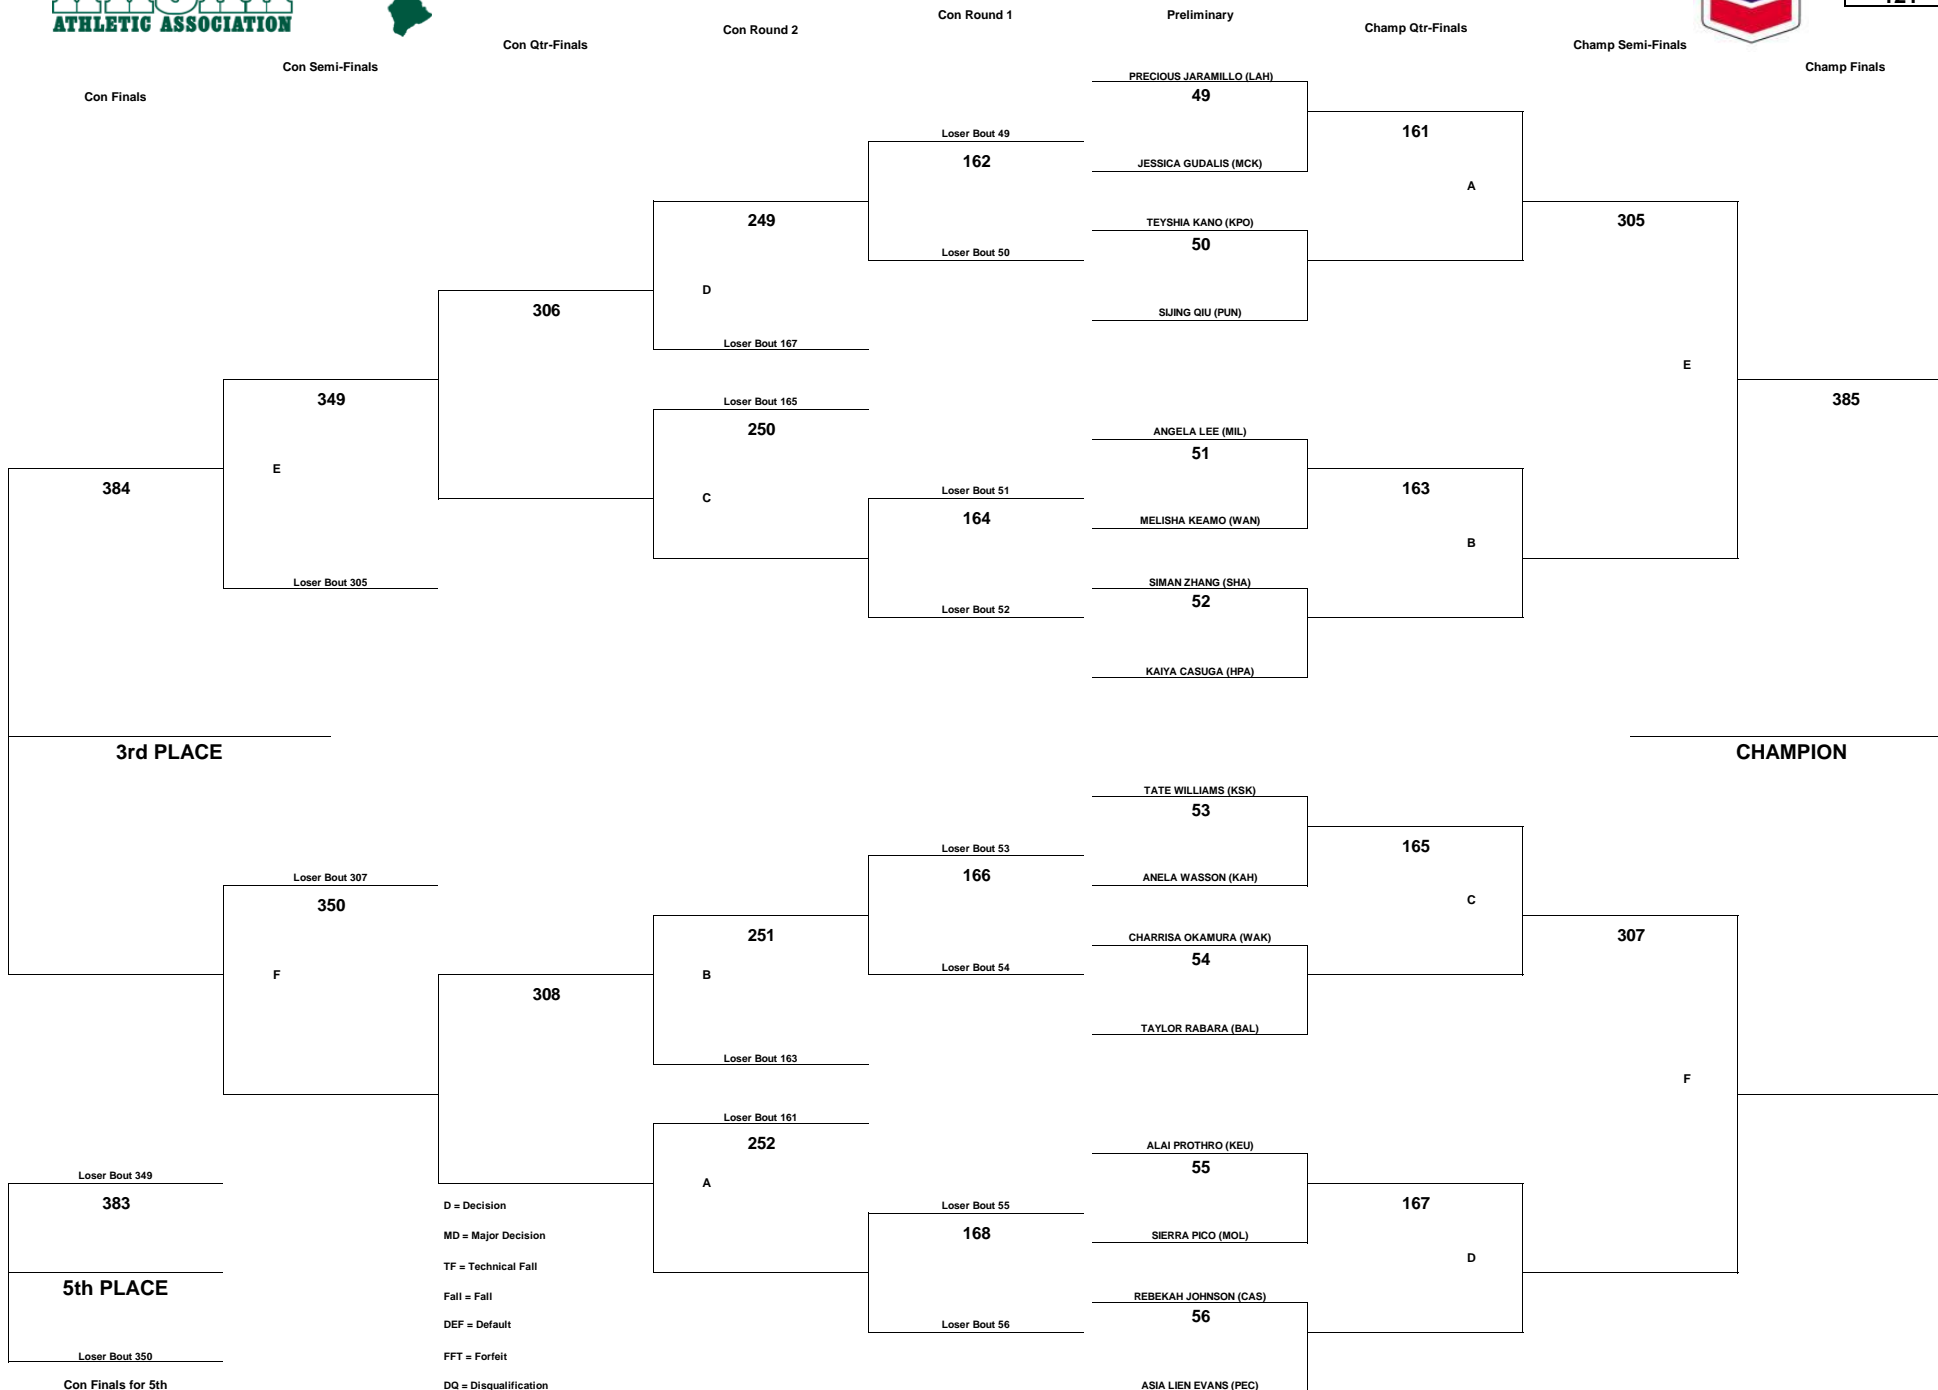 ATHLETIC ASSOCIATION
Con Finals
Con Semi-Finals
Con Qtr-Finals
Con Round 2
Con Round 1
Preliminary
Champ Qtr-Finals
Champ Semi-Finals
Champ Finals
PRECIOUS JARAMILLO (LAH)
49
Loser Bout 49
161
162
JESSICA GUDALIS (MCK)
A
249
TEYSHIA KANO (KPO)
305
50
Loser Bout 50
D
306
SIJING QIU (PUN)
Loser Bout 167
E
349
Loser Bout 165
385
250
ANGELA LEE (MIL)
51
E
384
Loser Bout 51
163
C
164
MELISHA KEAMO (WAN)
B
Loser Bout 305
SIMAN ZHANG (SHA)
52
Loser Bout 52
KAIYA CASUGA (HPA)
3rd PLACE
CHAMPION
TATE WILLIAMS (KSK)
53
Loser Bout 53
165
Loser Bout 307
166
ANELA WASSON (KAH)
350
C
251
CHARRISA OKAMURA (WAK)
307
54
Loser Bout 54
F
B
308
TAYLOR RABARA (BAL)
Loser Bout 163
F
Loser Bout 161
252
ALAI PROTHRO (KEU)
55
Loser Bout 349
A
383
D = Decision
Loser Bout 55
167
MD = Major Decision
168
SIERRA PICO (MOL)
D
TF = Technical Fall
5th PLACE
Fall = Fall
REBEKAH JOHNSON (CAS)
56
DEF = Default
Loser Bout 56
Loser Bout 350
FFT = Forfeit
Con Finals for 5th
DQ = Disqualification
ASIA LIEN EVANS (PEC)